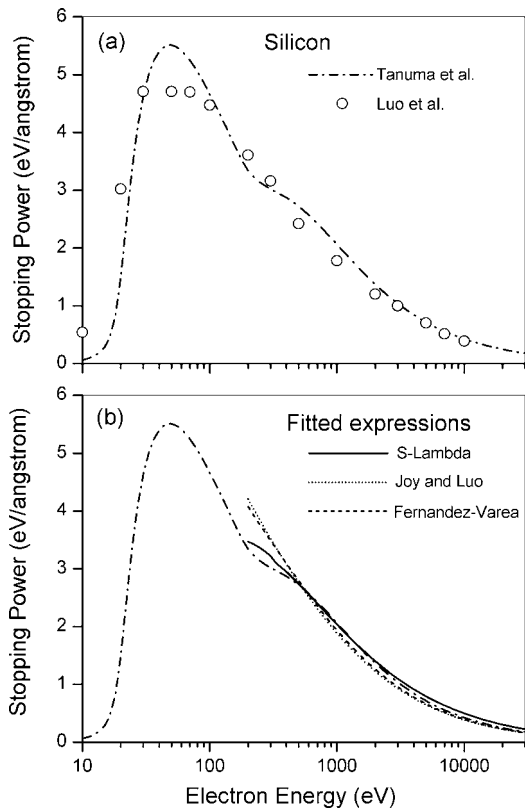 (a)
Silicon
Tanuma et al.
Luo et al.
Stopping Power (eV/angstrom)
6
5
4
3
2
1
0
(b)
Fitted expressions
S-Lambda
Joy and Luo
Fernandez-Varea
Stopping Power (eV/angstrom)
6
5
4
3
2
1
0
10 100 1000 10000
Electron Energy (eV)